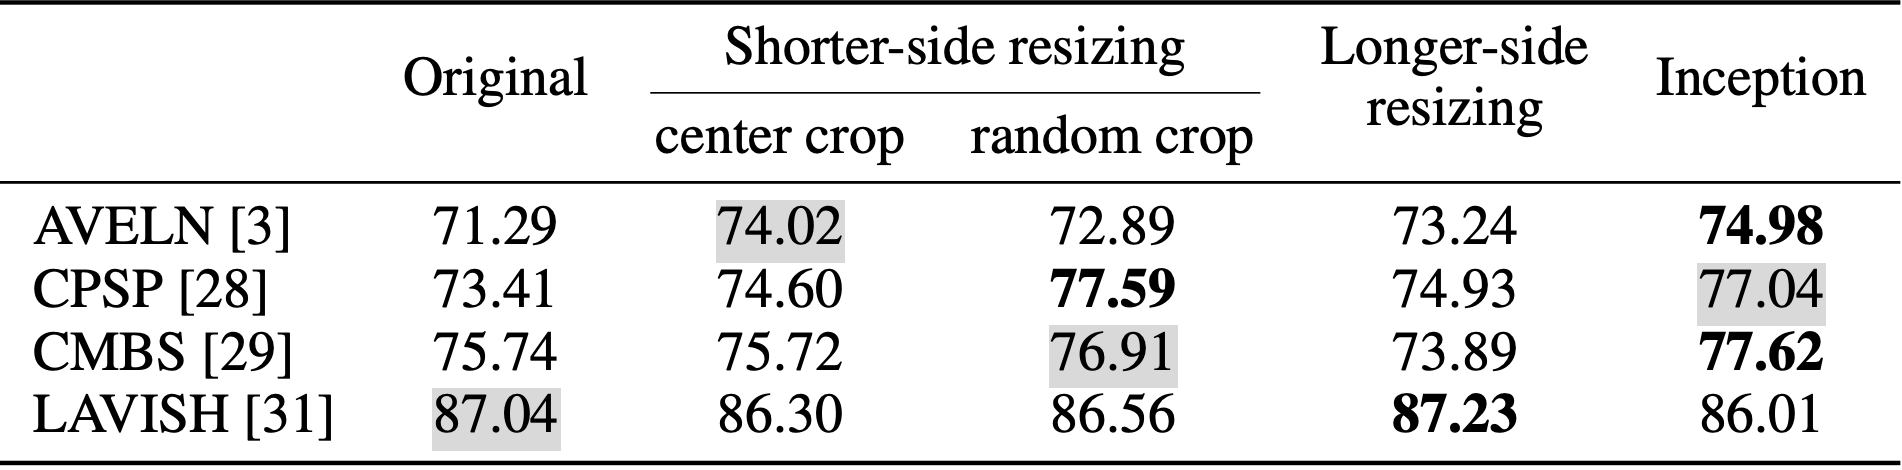 Original Shorter-side resizing Longer-side resizing Inception
center crop random crop
AVELN [3] 71.29 74.02 72.89 73.24 74.98
CPSP [28] 73.41 74.60 77.59 74.93 77.04
CMBS [29] 75.74 75.72 76.91 73.89 77.62
LAVISH [31] 87.04 86.30 86.56 87.23 86.01